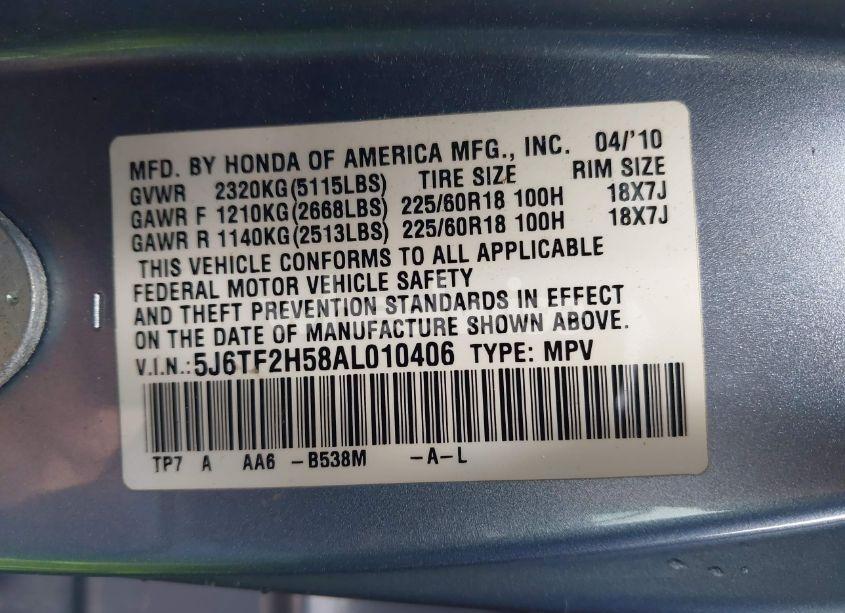 MFD. BY HONDA OF AMERICA MFG., INC. 04/'10
GVWR 2320KG(5115LBS) TIRE SIZE RIM SIZE
GAWR F 1210KG(2668LBS) 225/60R18 100H 18X7J
GAWR R 1140KG(2513LBS) 225/60R18 100H 18X7J
THIS VEHICLE CONFORMS TO ALL APPLICABLE
FEDERAL MOTOR VEHICLE SAFETY
AND THEFT PREVENTION STANDARDS IN EFFECT
ON THE DATE OF MANUFACTURE SHOWN ABOVE.
V.I.N.:5J6TF2H58AL010406 TYPE: MPV
TP7 A AA6 -B538M -A-L